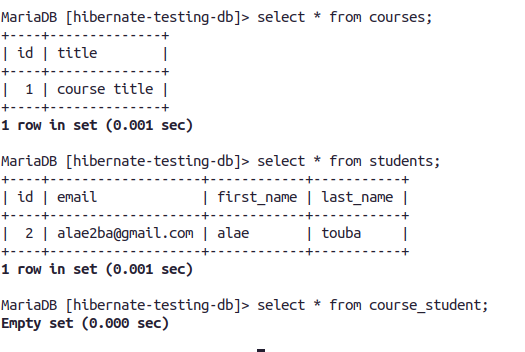 MariaDB [hibernate-testing-db]> select * from courses;
+----+--------------+
| id | title        |
+----+--------------+
|  1 | course title |
+----+--------------+
1 row in set (0.001 sec)

MariaDB [hibernate-testing-db]> select * from students;
+----+-------------------+------------+-----------+
| id | email             | first_name | last_name |
+----+-------------------+------------+-----------+
|  2 | alae2ba@gmail.com | alae       | touba     |
+----+-------------------+------------+-----------+
1 row in set (0.001 sec)

MariaDB [hibernate-testing-db]> select * from course_student;
Empty set (0.000 sec)